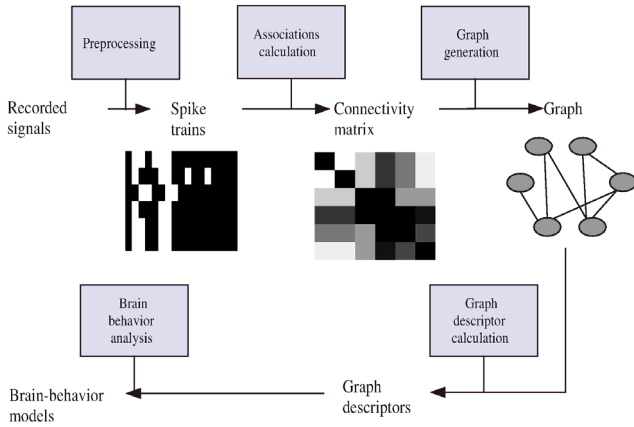 Preprocessing
Associations
calculation
Graph
generation
Recorded
signals
Spike
trains
Connectivity
matrix
Graph
Brain
behavior
analysis
Graph
descriptor
calculation
Brain-behavior
models
Graph
descriptors